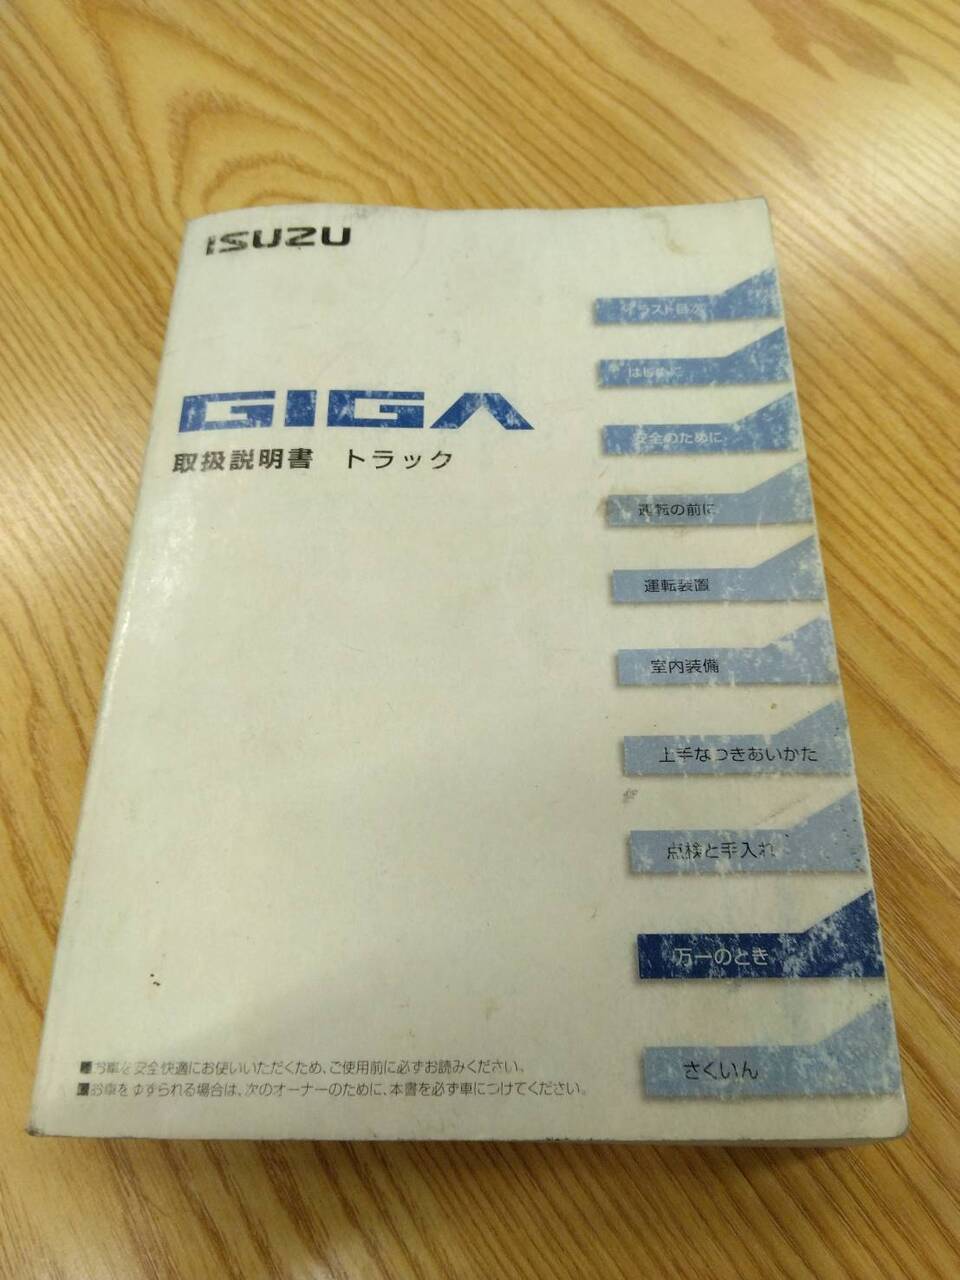 ISUZU
GIGA
取扱説明書 トラック
イラスト目次
はじめに
安全のために
運転の前に
運転装置
室内装備
上手なつきあいかた
点検と手入れ
万一のとき
さくいん
■お車を安全快適にお使いいただくため、ご使用前に必ずお読みください。
■お車をゆずられる場合は、次のオーナーのために、本書を必ず車につけてください。